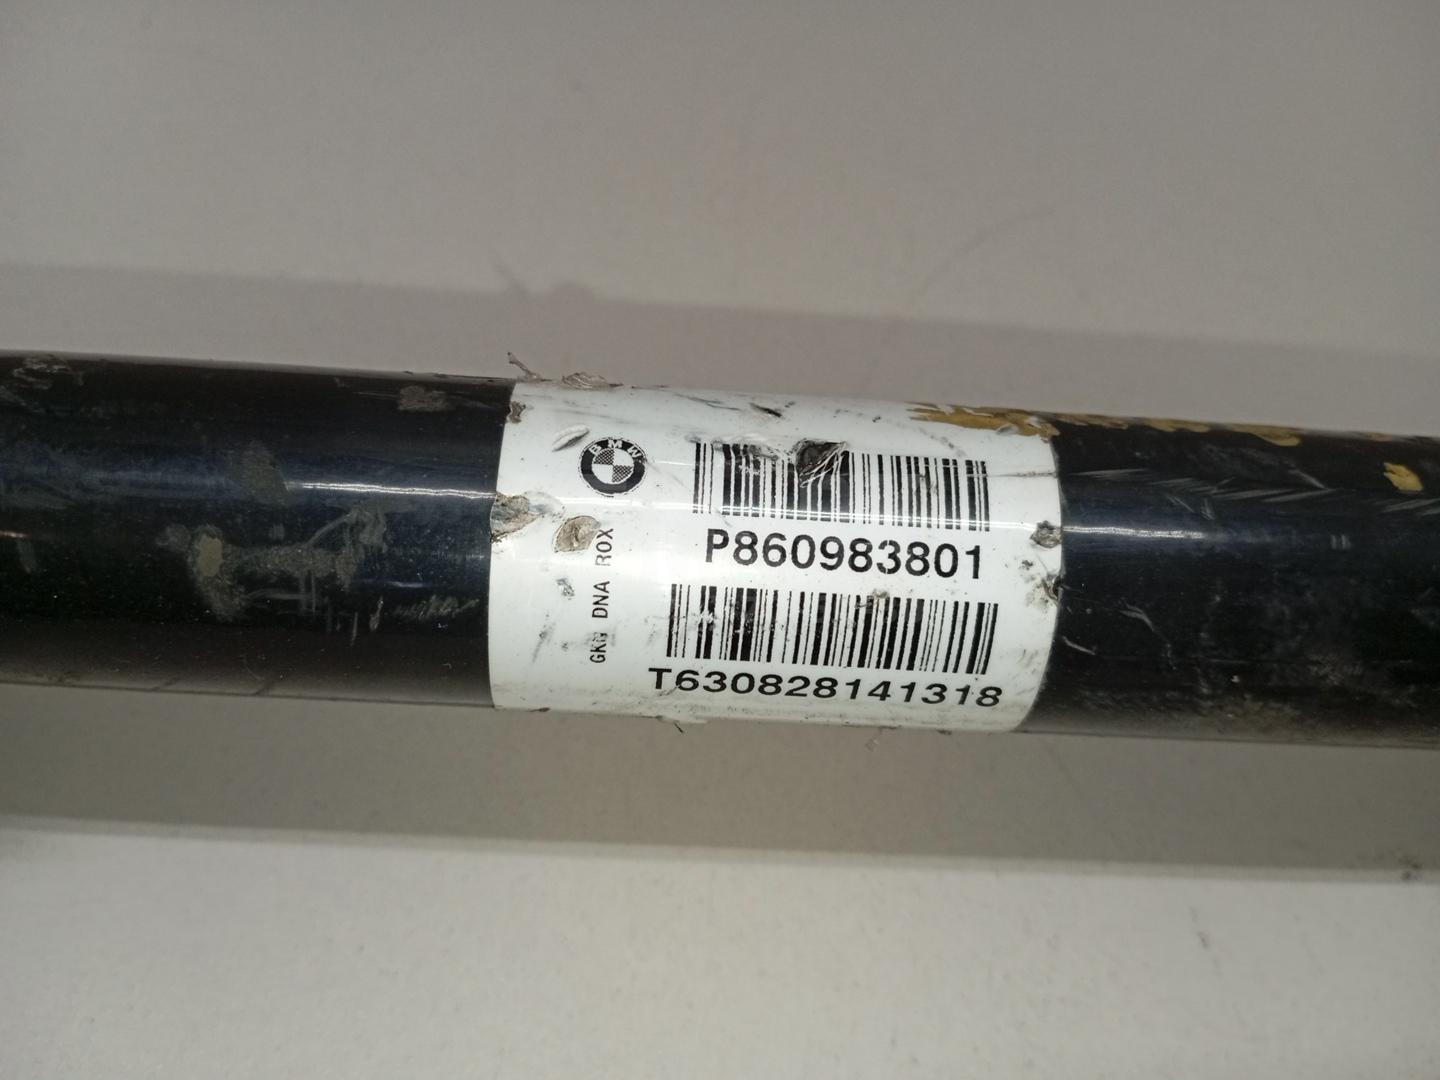 BMW
P860983801
GKN DNA ROX
T630828141318